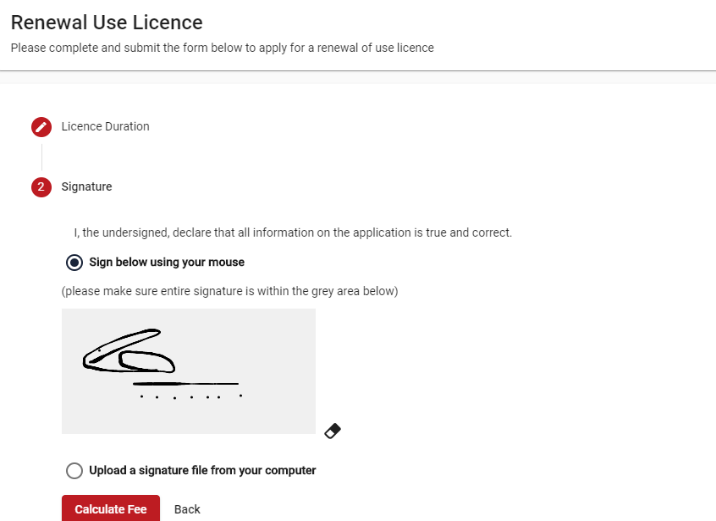 Renewal Use Licence
Please complete and submit the form below to apply for a renewal of use licence
Licence Duration
2 Signature
I, the undersigned, declare that all information on the application is true and correct.
Sign below using your mouse
(please make sure entire signature is within the grey area below)
Upload a signature file from your computer
Calculate Fee Back